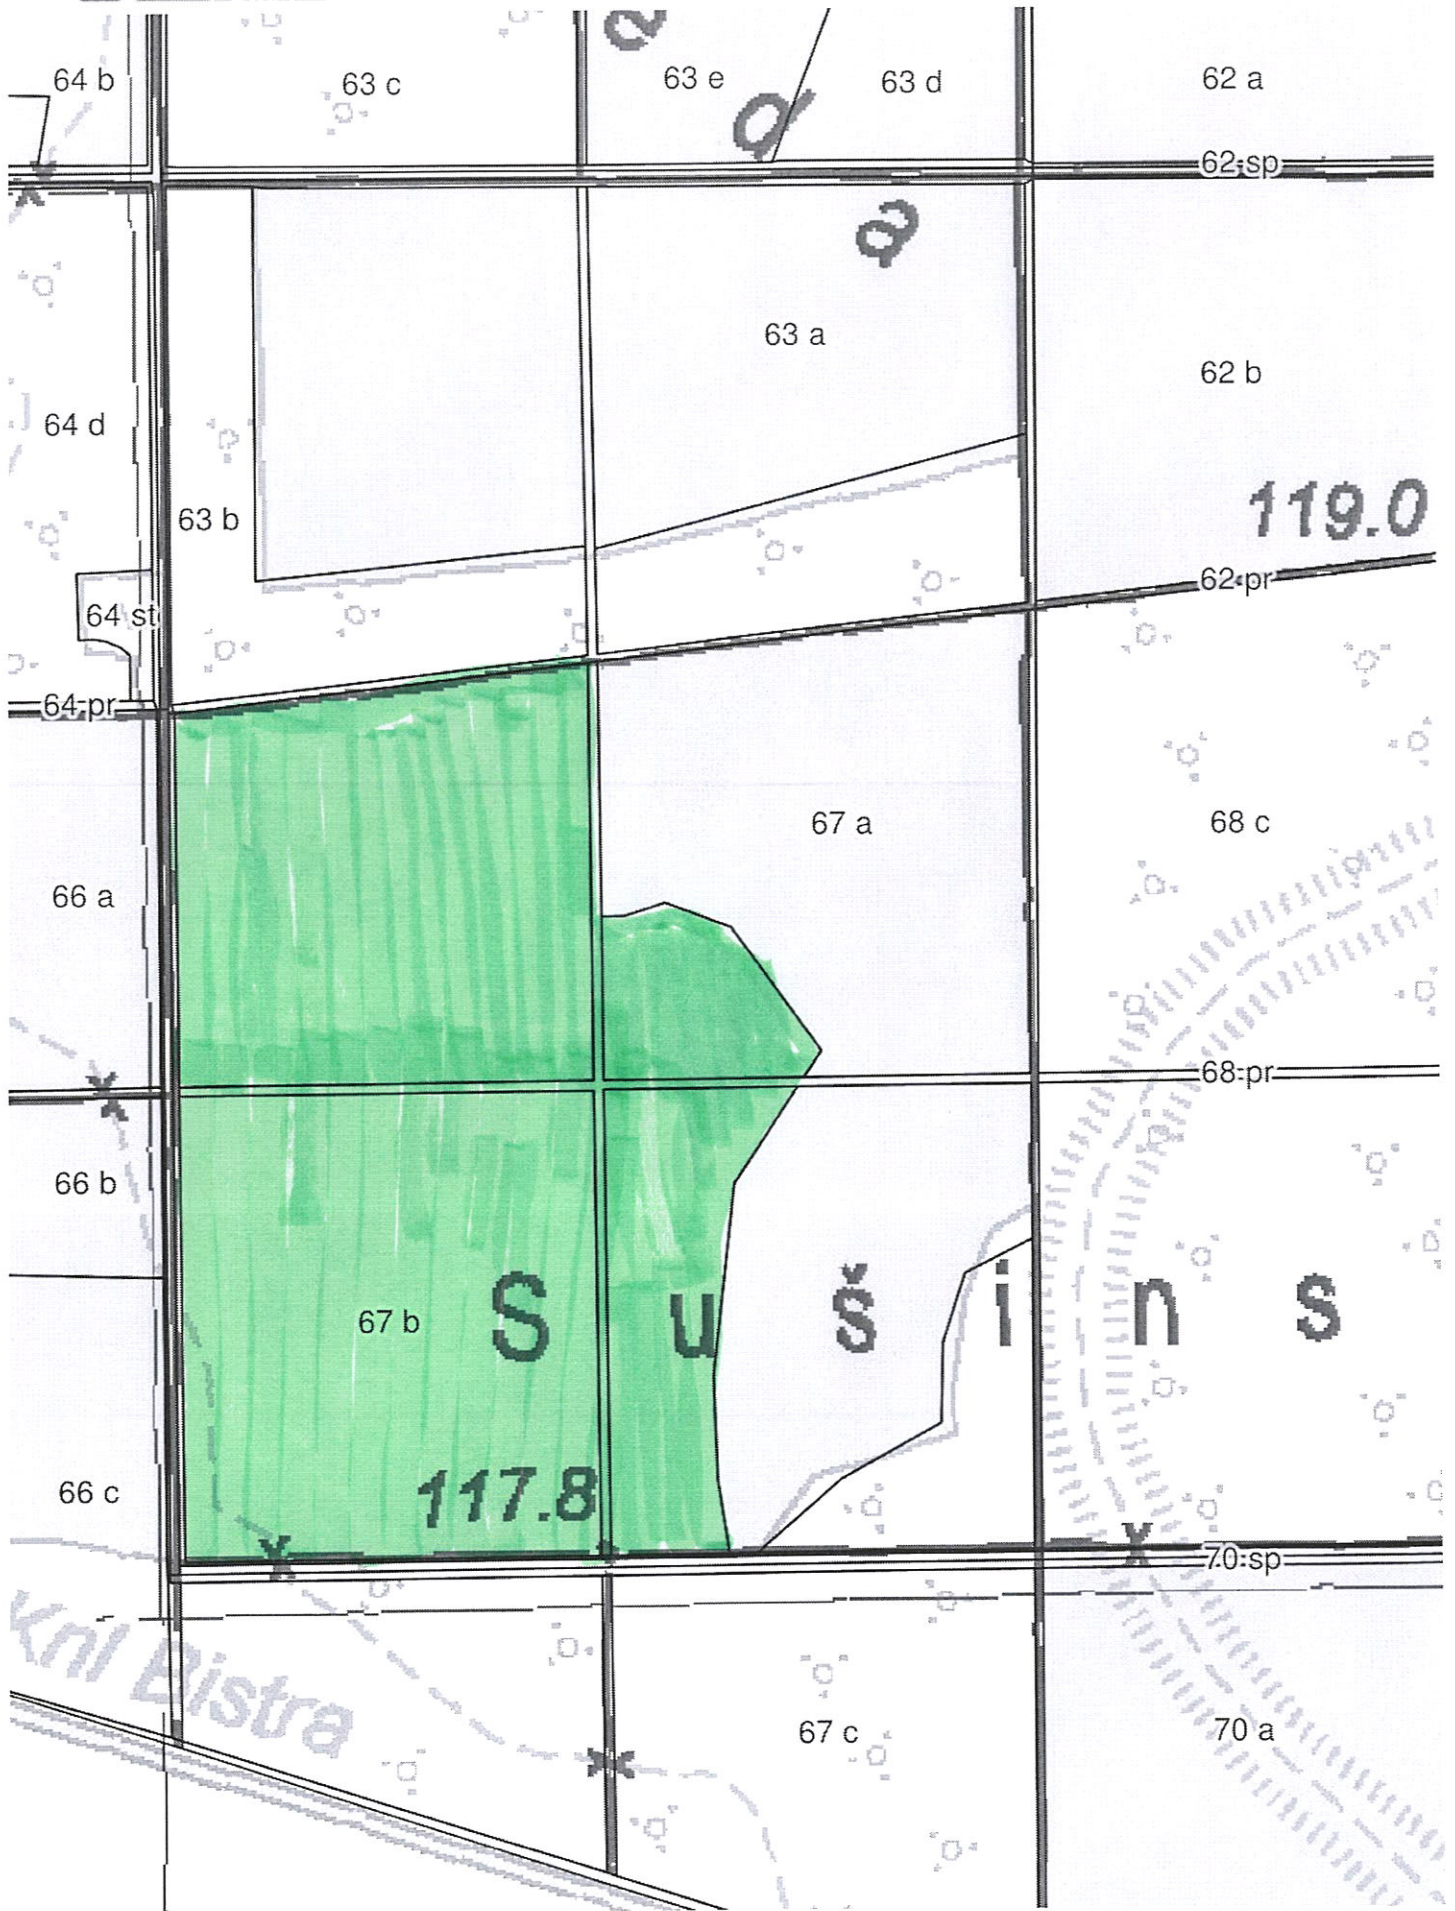 64 b
63 c
63 e
63 d
62 a
62 sp
a
d
a
63 a
62 b
64 d
63 b
119.0
62 pr
64 st
64 pr
67 a
68 c
66 a
68 pr
66 b
67 b
S u š i n s
66 c
117.8
70 sp
Knl Bistra
67 c
70 a